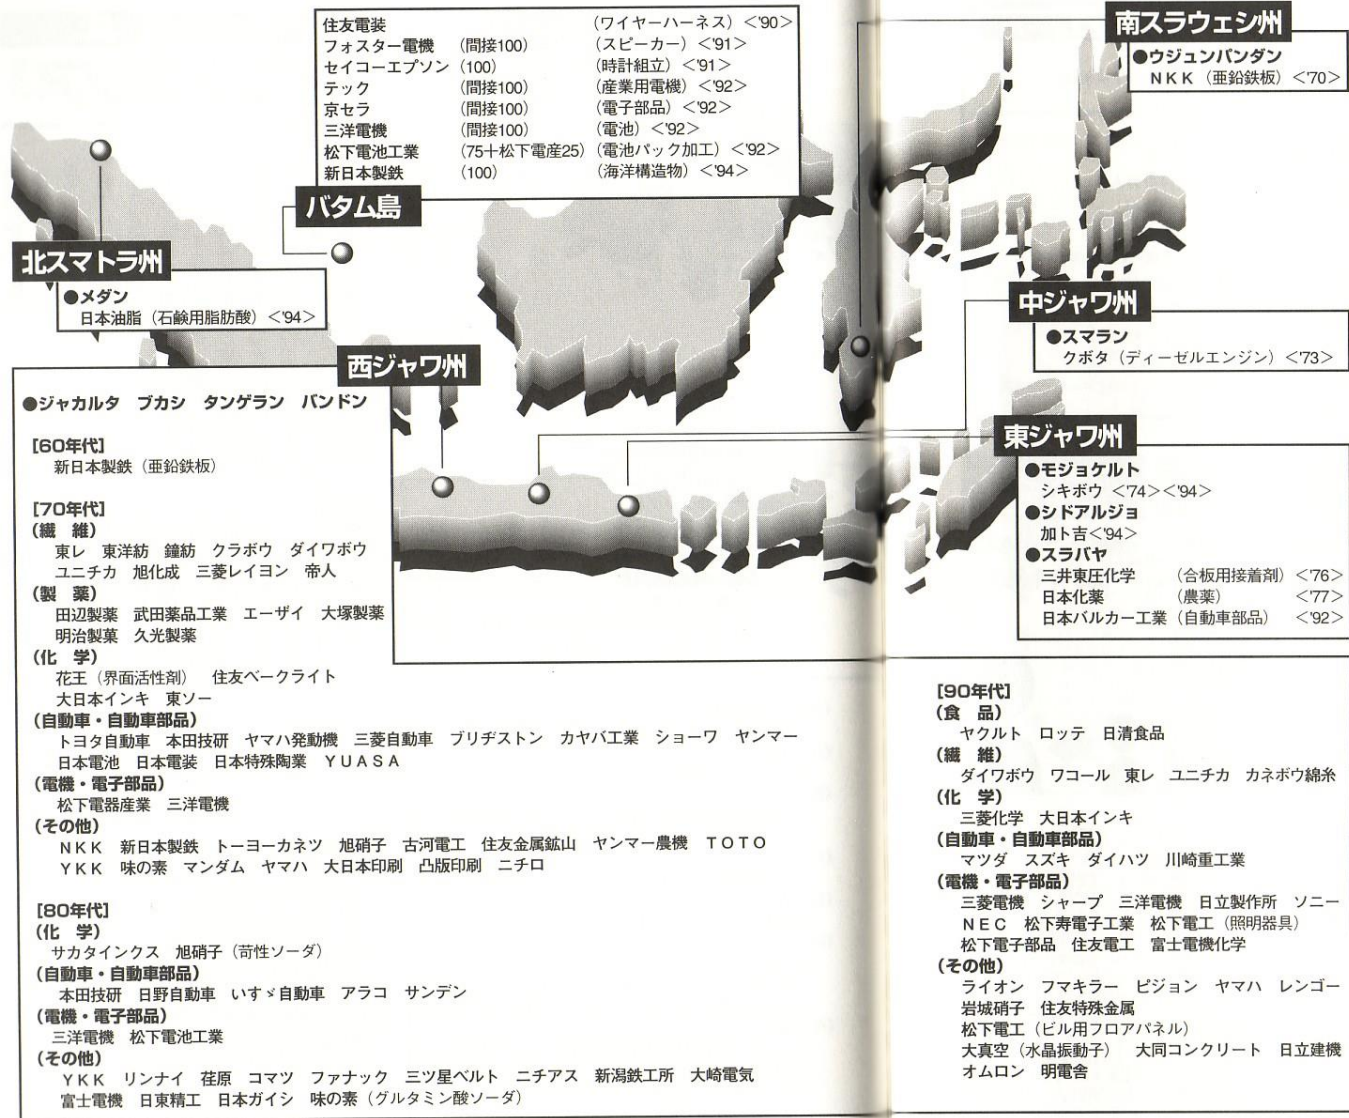 住友電装 （ワイヤーハーネス）＜'90＞
フォスター電機 （間接100） （スピーカー）＜'91＞
セイコーエプソン （100） （時計組立）＜'91＞
テック （間接100） （産業用電機）＜'92＞
京セラ （間接100） （電子部品）＜'92＞
三洋電機 （間接100） （電池）＜'92＞
松下電池工業 （75＋松下電産25） （電池パック加工）＜'92＞
新日本製鉄 （100） （海洋構造物）＜'94＞
バタム島
南スラウェシ州
●ウジュンパンダン
NKK（亜鉛鉄板）＜'70＞
北スマトラ州
●メダン
日本油脂（石鹸用脂肪酸）＜'94＞
中ジャワ州
●スマラン
クボタ（ディーゼルエンジン）＜'73＞
東ジャワ州
●モジョケルト
シキボウ＜'74＞＜'94＞
●シドアルジョ
加ト吉＜'94＞
●スラバヤ
三井東圧化学 （合板用接着剤）＜'76＞
日本化薬 （農薬） ＜'77＞
日本バルカー工業（自動車部品） ＜'92＞
西ジャワ州
●ジャカルタ ブカシ タンゲラン バンドン
[60年代]
新日本製鉄（亜鉛鉄板）
[70年代]
（繊 維）
東レ 東洋紡 鐘紡 クラボウ ダイワボウ
ユニチカ 旭化成 三菱レイヨン 帝人
（製 薬）
田辺製薬 武田薬品工業 エーザイ 大塚製薬
明治製菓 久光製薬
（化 学）
花王（界面活性剤） 住友ベークライト
大日本インキ 東ソー
（自動車・自動車部品）
トヨタ自動車 本田技研 ヤマハ発動機 三菱自動車 ブリヂストン カヤバ工業 ショーワ ヤンマー
日本電池 日本電装 日本特殊陶業 YUASA
（電機・電子部品）
松下電器産業 三洋電機
（その他）
NKK 新日本製鉄 トーヨーカネツ 旭硝子 古河電工 住友金属鉱山 ヤンマー農機 TOTO
YKK 味の素 マンダム ヤマハ 大日本印刷 凸版印刷 ニチロ
[80年代]
（化 学）
サカタインクス 旭硝子（苛性ソーダ）
（自動車・自動車部品）
本田技研 日野自動車 いすゞ自動車 アラコ サンデン
（電機・電子部品）
三洋電機 松下電池工業
（その他）
YKK リンナイ 荏原 コマツ ファナック 三ツ星ベルト ニチアス 新潟鉄工所 大崎電気
富士電機 日東精工 日本ガイシ 味の素（グルタミン酸ソーダ）
[90年代]
（食 品）
ヤクルト ロッテ 日清食品
（繊 維）
ダイワボウ ワコール 東レ ユニチカ カネボウ綿糸
（化 学）
三菱化学 大日本インキ
（自動車・自動車部品）
マツダ スズキ ダイハツ 川崎重工業
（電機・電子部品）
三菱電機 シャープ 三洋電機 日立製作所 ソニー
NEC 松下寿電子工業 松下電工（照明器具）
松下電子部品 住友電工 富士電機化学
（その他）
ライオン フマキラー ピジョン ヤマハ レンゴー
岩城硝子 住友特殊金属
松下電工（ビル用フロアパネル）
大真空（水晶振動子） 大同コンクリート 日立建機
オムロン 明電舎